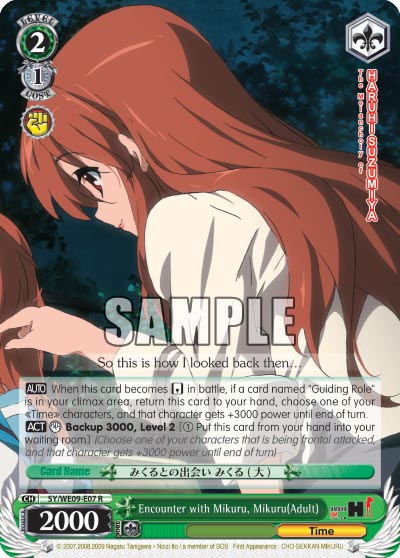 LEVEL
2
1
COST
The Melancholy of
HARUHI SUZUMIYA
SAMPLE
So this is how I looked back then...
AUTO When this card becomes in battle, if a card named "Guiding Role"
is in your climax area, return this card to your hand, choose one of your
«Time» characters, and that character gets +3000 power until end of turn.
ACT Backup 3000, Level 2 [① Put this card from your hand into your
waiting room] (Choose one of your characters that is being frontal attacked,
and that character gets +3000 power until end of turn.)
Card Name みくるとの出会い みくる(大)
CH SY/WE09-E07 R
POWER 2000
Encounter with Mikuru, Mikuru(Adult)
Time
© 2007,2008,2009 Nagaru Tanigawa・Noizi Ito / a member of SOS First Appearance : CHO GEKKAN MIKURU